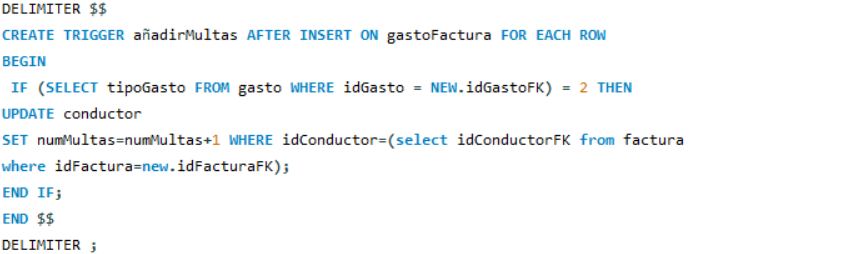 DELIMITER $$
CREATE TRIGGER añadirMultas AFTER INSERT ON gastoFactura FOR EACH ROW
BEGIN
 IF (SELECT tipoGasto FROM gasto WHERE idGasto = NEW.idGastoFK) = 2 THEN
UPDATE conductor
SET numMultas=numMultas+1 WHERE idConductor=(select idConductorFK from factura
where idFactura=new.idFacturaFK);
END IF;
END $$
DELIMITER ;